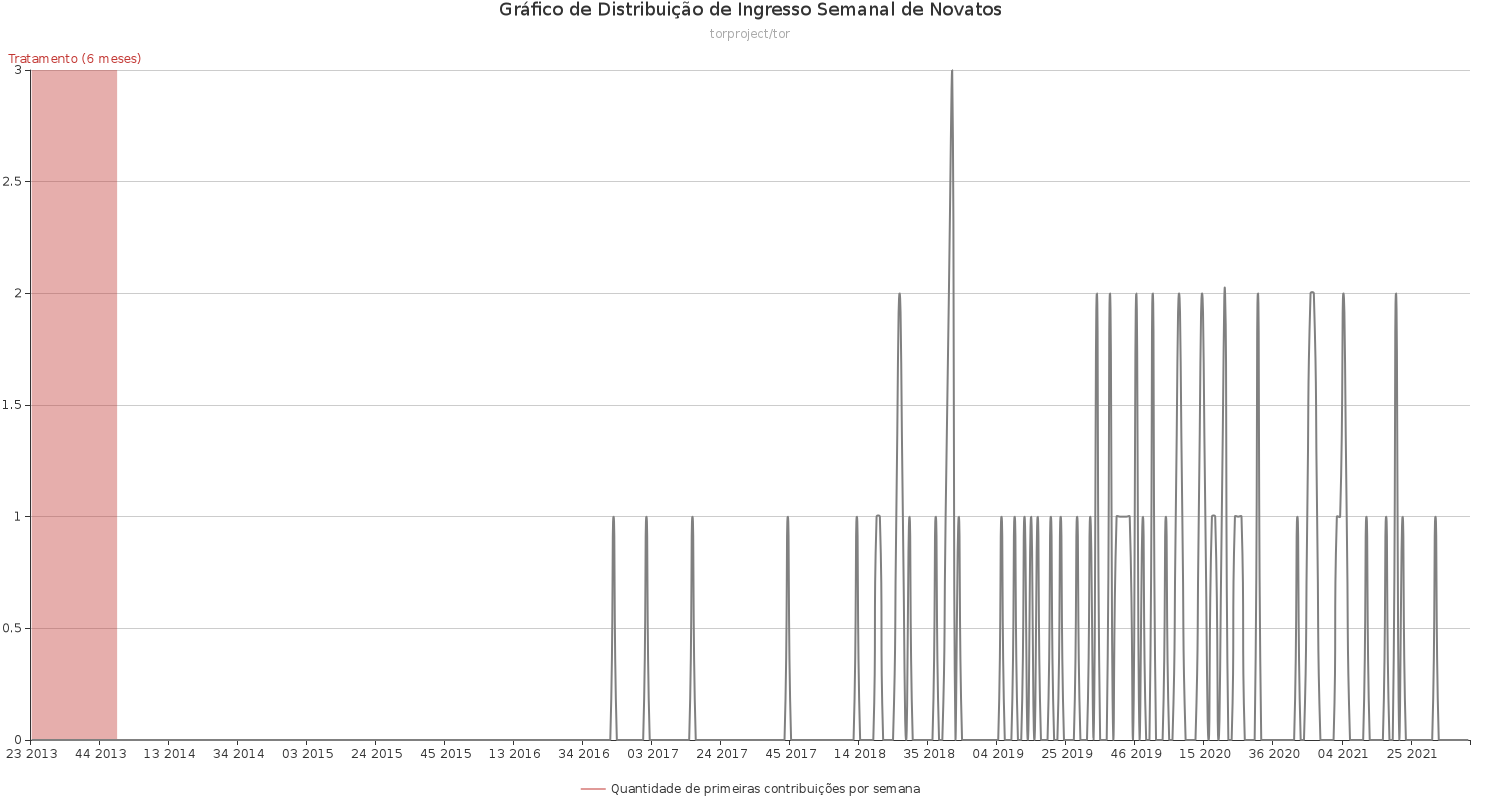 Gráfico de Distribuição de Ingresso Semanal de Novatos
torproject/tor
Tratamento (6 meses)
3
2.5
2
1.5
1
0.5
0
23 2013 44 2013 13 2014 34 2014 03 2015 24 2015 45 2015 13 2016 34 2016 03 2017 24 2017 45 2017 14 2018 35 2018 04 2019 25 2019 46 2019 15 2020 36 2020 04 2021 25 2021
Quantidade de primeiras contribuições por semana